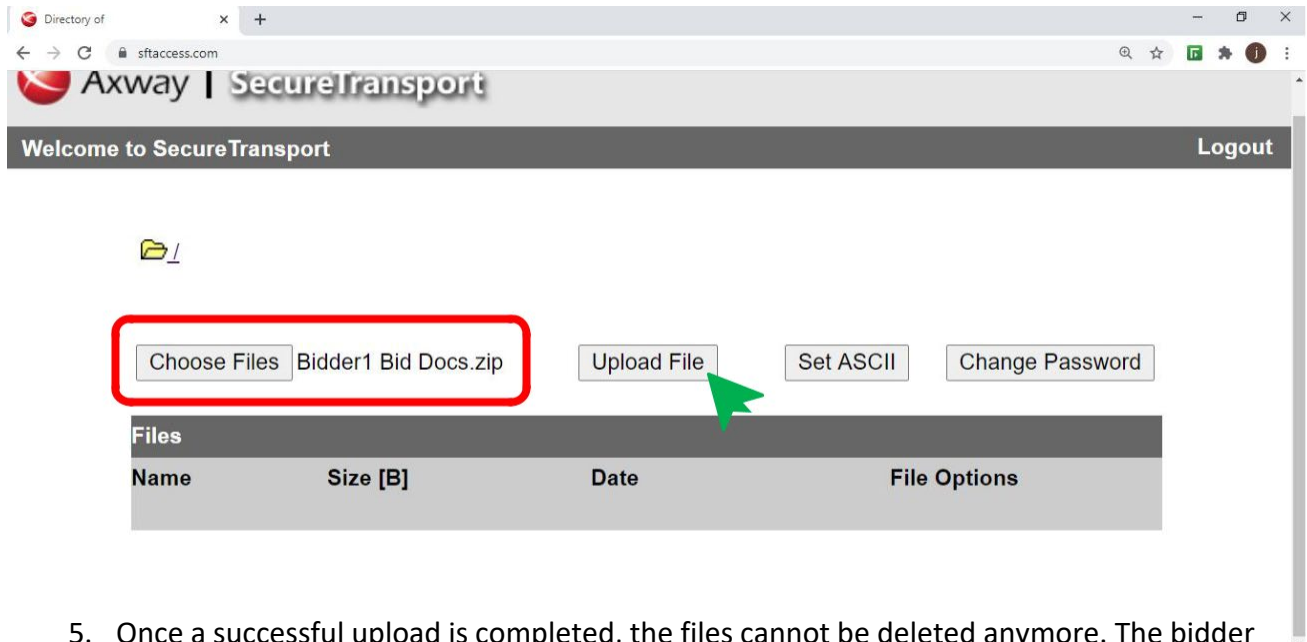 Directory of
sftaccess.com
Axway | SecureTransport
Welcome to SecureTransport Logout
/
Choose Files Bidder1 Bid Docs.zip Upload File Set ASCII Change Password
Files
Name Size [B] Date File Options
5. Once a successful upload is completed, the files cannot be deleted anymore. The bidder